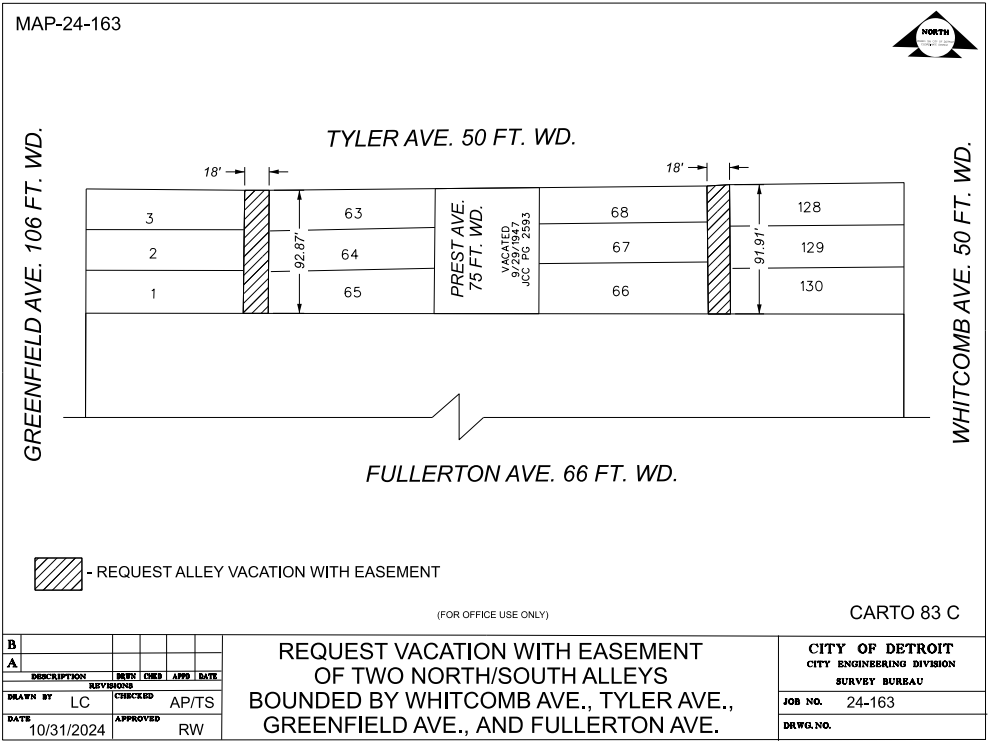 MAP-24-163
NORTH
TYLER AVE. 50 FT. WD.
GREENFIELD AVE. 106 FT. WD.
WHITCOMB AVE. 50 FT. WD.
18'
18'
3
63
68
128
2
64
67
129
1
65
66
130
92.87'
91.91'
PREST AVE.
75 FT. WD.
VACATED
9/29/1947
JCC PG 2593
FULLERTON AVE. 66 FT. WD.
- REQUEST ALLEY VACATION WITH EASEMENT
(FOR OFFICE USE ONLY)
CARTO 83 C
B
A
DESCRIPTION DRWN CHKD APPD DATE
REVISIONS
DRAWN BY LC
CHECKED AP/TS
DATE 10/31/2024
APPROVED RW
REQUEST VACATION WITH EASEMENT
OF TWO NORTH/SOUTH ALLEYS
BOUNDED BY WHITCOMB AVE., TYLER AVE.,
GREENFIELD AVE., AND FULLERTON AVE.
CITY OF DETROIT
CITY ENGINEERING DIVISION
SURVEY BUREAU
JOB NO. 24-163
DRWG. NO.